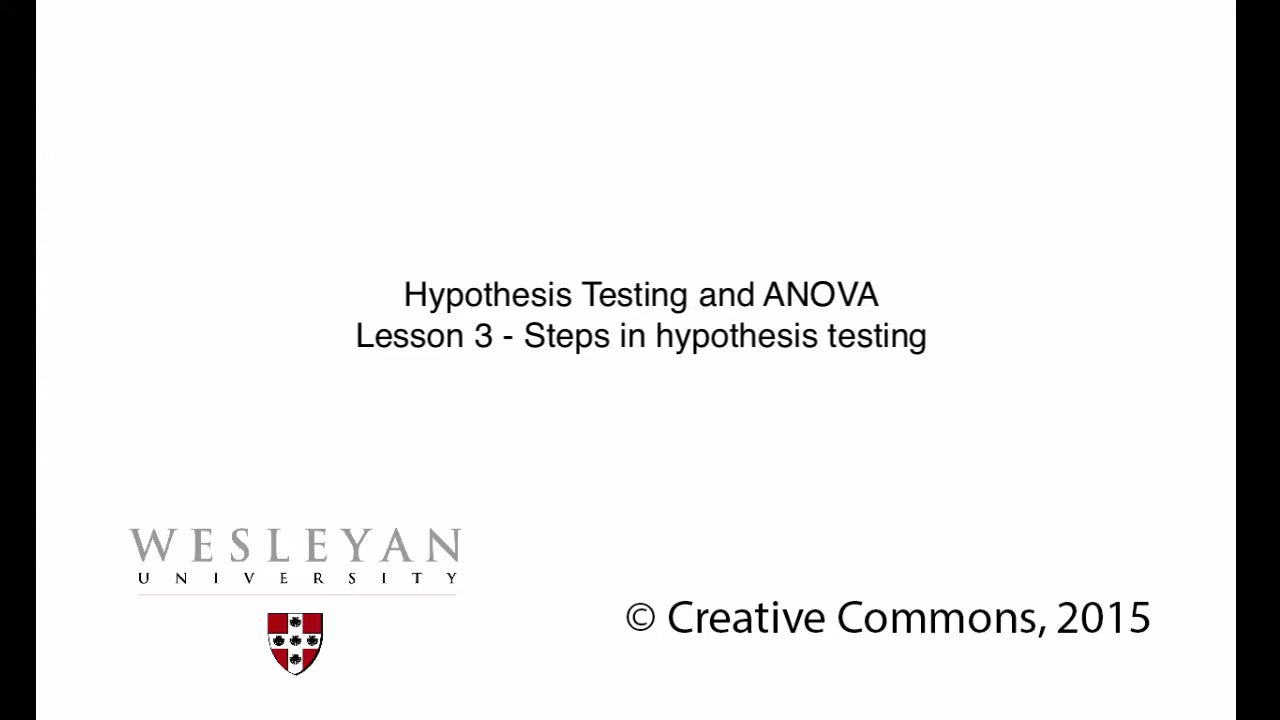 Hypothesis Testing and ANOVA
Lesson 3 - Steps in hypothesis testing
WESLEYAN
UNIVERSITY
© Creative Commons, 2015